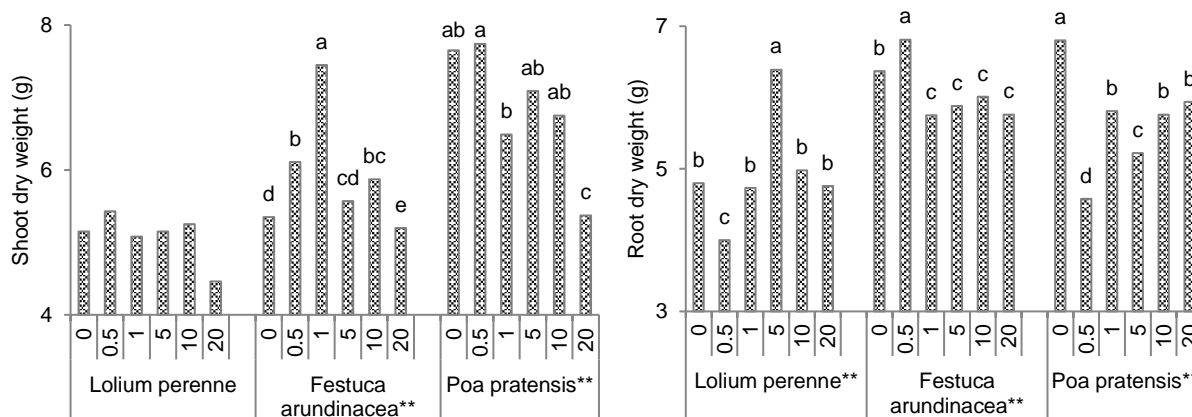 8
6
4
Shoot dry weight (g)
d b a cd bc e
ab a b ab ab c
0 0.5 1 5 10 20 0 0.5 1 5 10 20 0 0.5 1 5 10 20
Lolium perenne Festuca arundinacea** Poa pratensis**
7
5
3
Root dry weight (g)
b c b a b b
b a c c c c
a d b c b b
0 0.5 1 5 10 20 0 0.5 1 5 10 20 0 0.5 1 5 10 20
Lolium perenne** Festuca arundinacea** Poa pratensis**